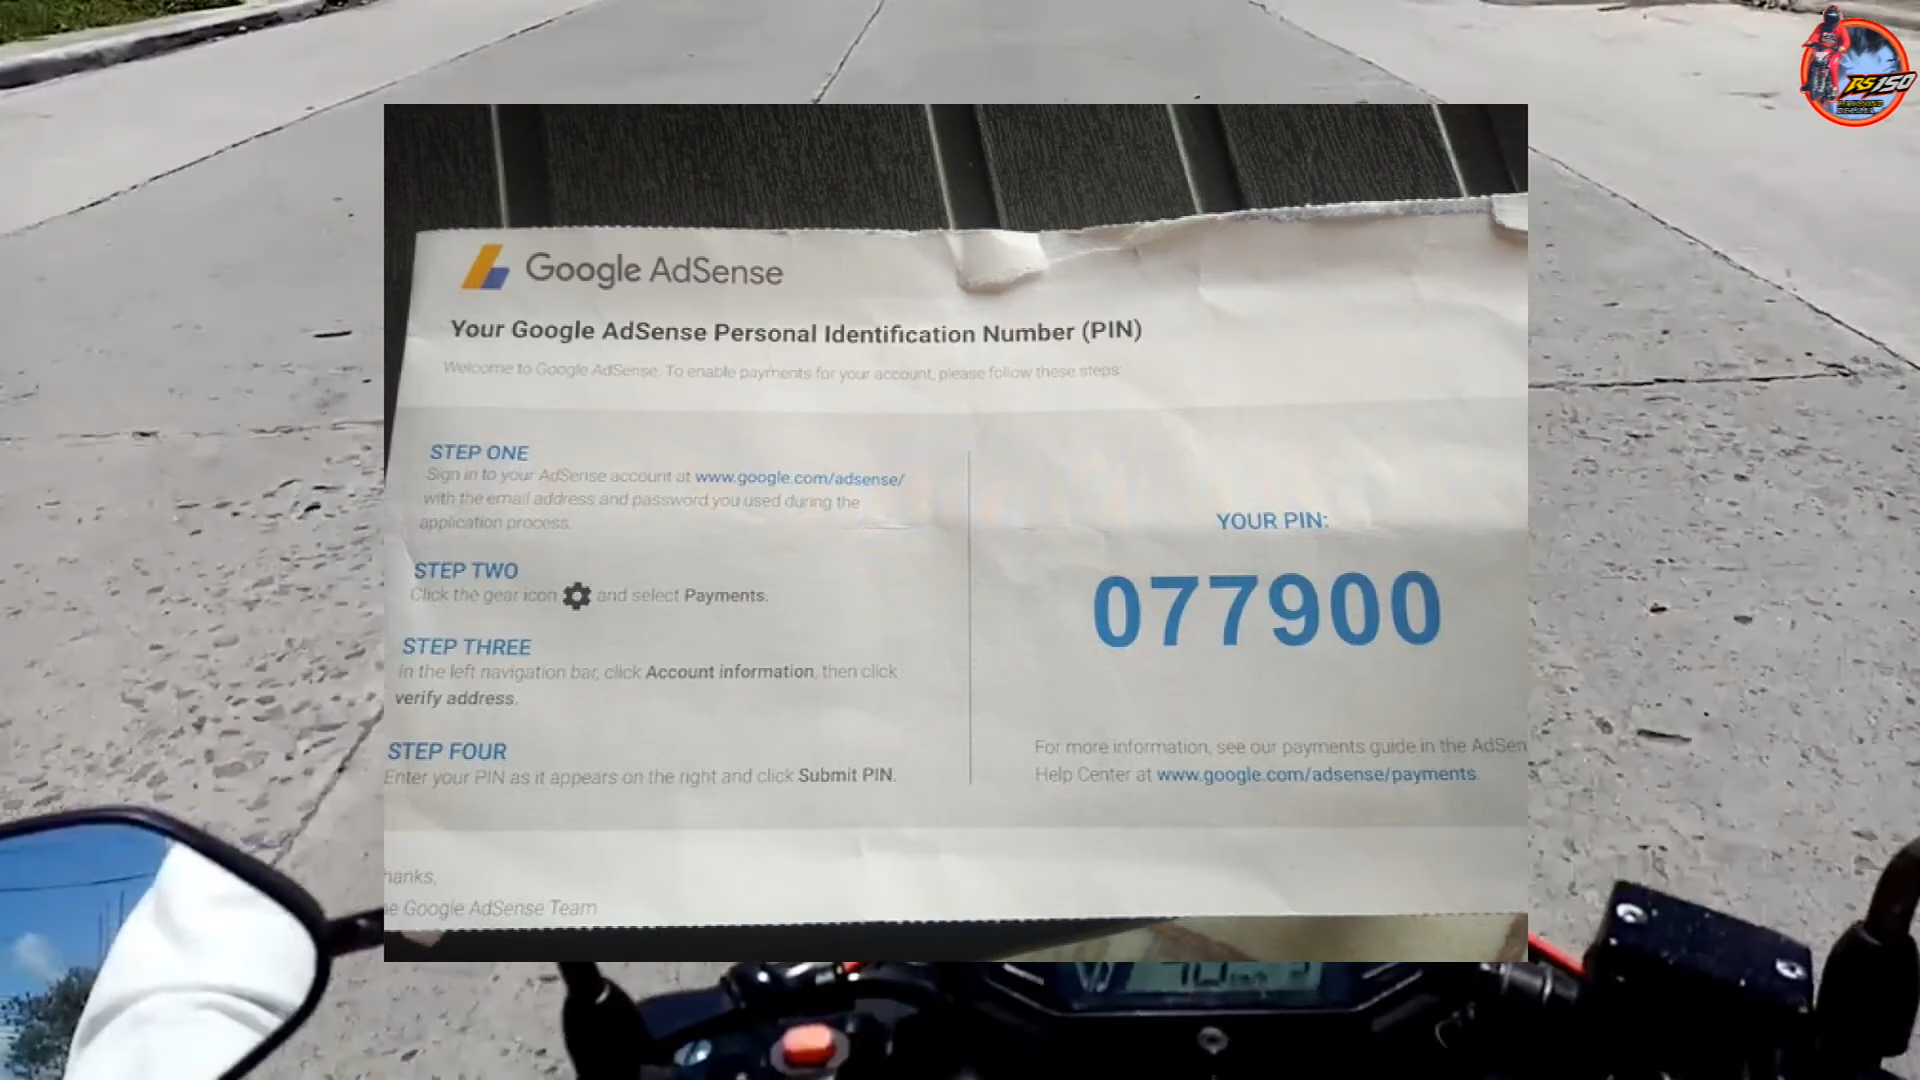 RS150
Google AdSense
Your Google AdSense Personal Identification Number (PIN)
Welcome to Google AdSense. To enable payments for your account, please follow these steps:
STEP ONE
Sign in to your AdSense account at www.google.com/adsense/
with the email address and password you used during the
application process.
STEP TWO
Click the gear icon and select Payments.
STEP THREE
In the left navigation bar, click Account information, then click
verify address.
STEP FOUR
Enter your PIN as it appears on the right and click Submit PIN.
YOUR PIN:
077900
For more information, see our payments guide in the AdSen
Help Center at www.google.com/adsense/payments.
hanks,
e Google AdSense Team